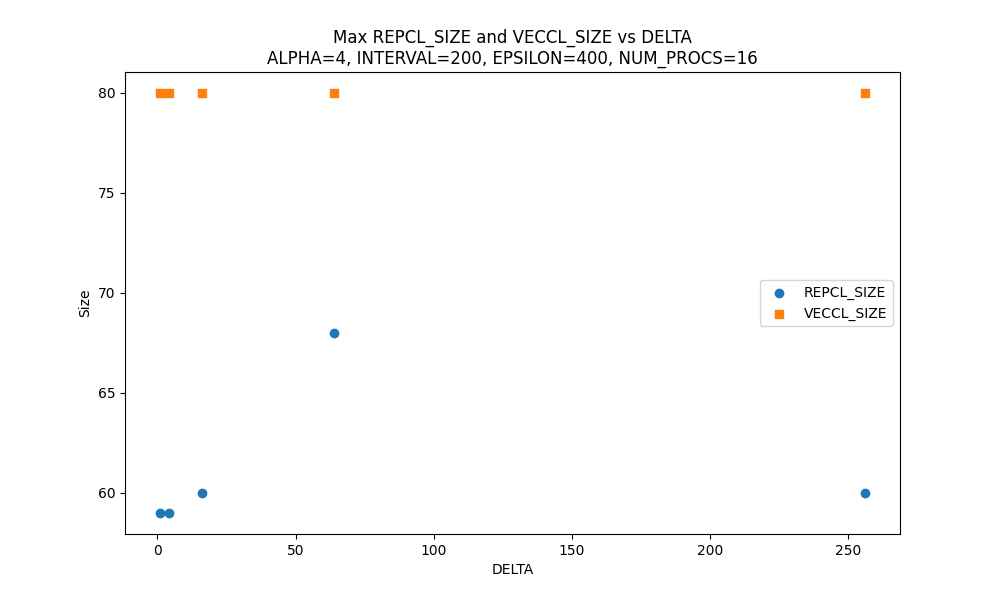 Max REPCL_SIZE and VECCL_SIZE vs DELTA
ALPHA=4, INTERVAL=200, EPSILON=400, NUM_PROCS=16
80
75
70
65
60
Size
REPCL_SIZE
VECCL_SIZE
0 50 100 150 200 250
DELTA